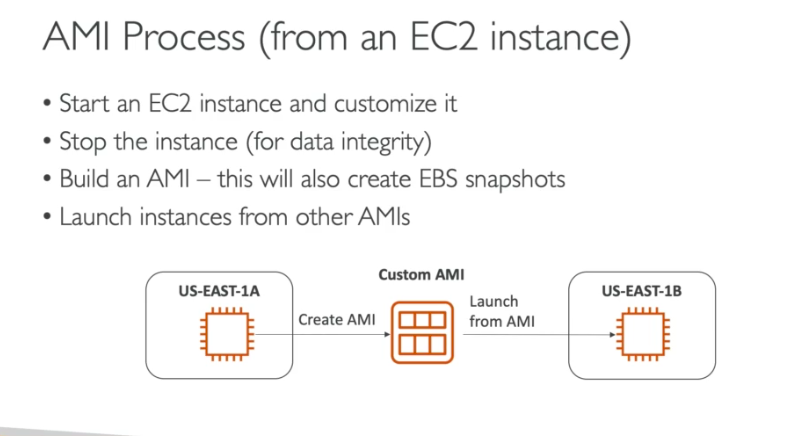 AMI Process (from an EC2 instance)
• Start an EC2 instance and customize it
• Stop the instance (for data integrity)
• Build an AMI – this will also create EBS snapshots
• Launch instances from other AMIs
US-EAST-1A
Create AMI
Custom AMI
Launch
from AMI
US-EAST-1B